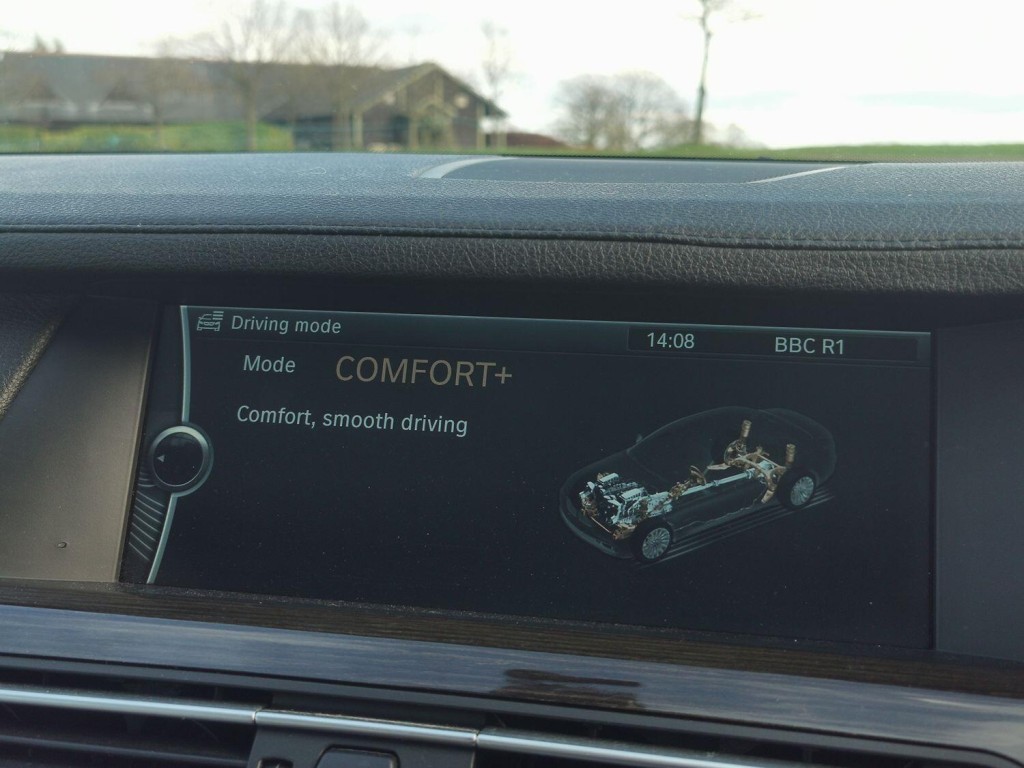 Driving mode
14:08
BBC R1
Mode COMFORT+
Comfort, smooth driving